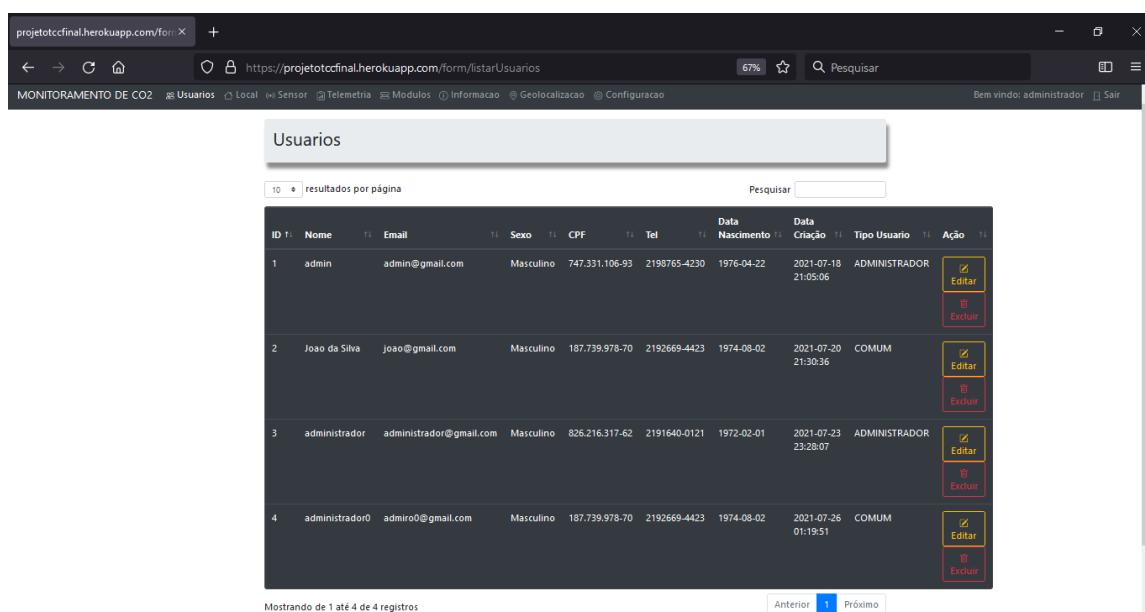 projetotccfinal.herokuapp.com/form
https://projetotccfinal.herokuapp.com/form/listarUsuarios 67% Pesquisar
MONITORAMENTO DE CO2 Usuarios Local Sensor Telemetria Modulos Informacao Geolocalizacao Configuracao Bem vindo: administrador Sair
Usuarios
10 resultados por página Pesquisar
ID Nome Email Sexo CPF Tel Data Nascimento Data Criação Tipo Usuario Ação
1 admin admin@gmail.com Masculino 747.331.106-93 2198765-4230 1976-04-22 2021-07-18 21:05:06 ADMINISTRADOR Editar
Excluir
2 Joao da Silva joao@gmail.com Masculino 187.739.978-70 2192669-4423 1974-08-02 2021-07-20 21:30:36 COMUM Editar
Excluir
3 administrador administrador@gmail.com Masculino 826.216.317-62 2191640-0121 1972-02-01 2021-07-23 23:28:07 ADMINISTRADOR Editar
Excluir
4 administrador0 admiro0@gmail.com Masculino 187.739.978-70 2192669-4423 1974-08-02 2021-07-26 01:19:51 COMUM Editar
Excluir
Mostrando de 1 até 4 de 4 registros Anterior 1 Próximo